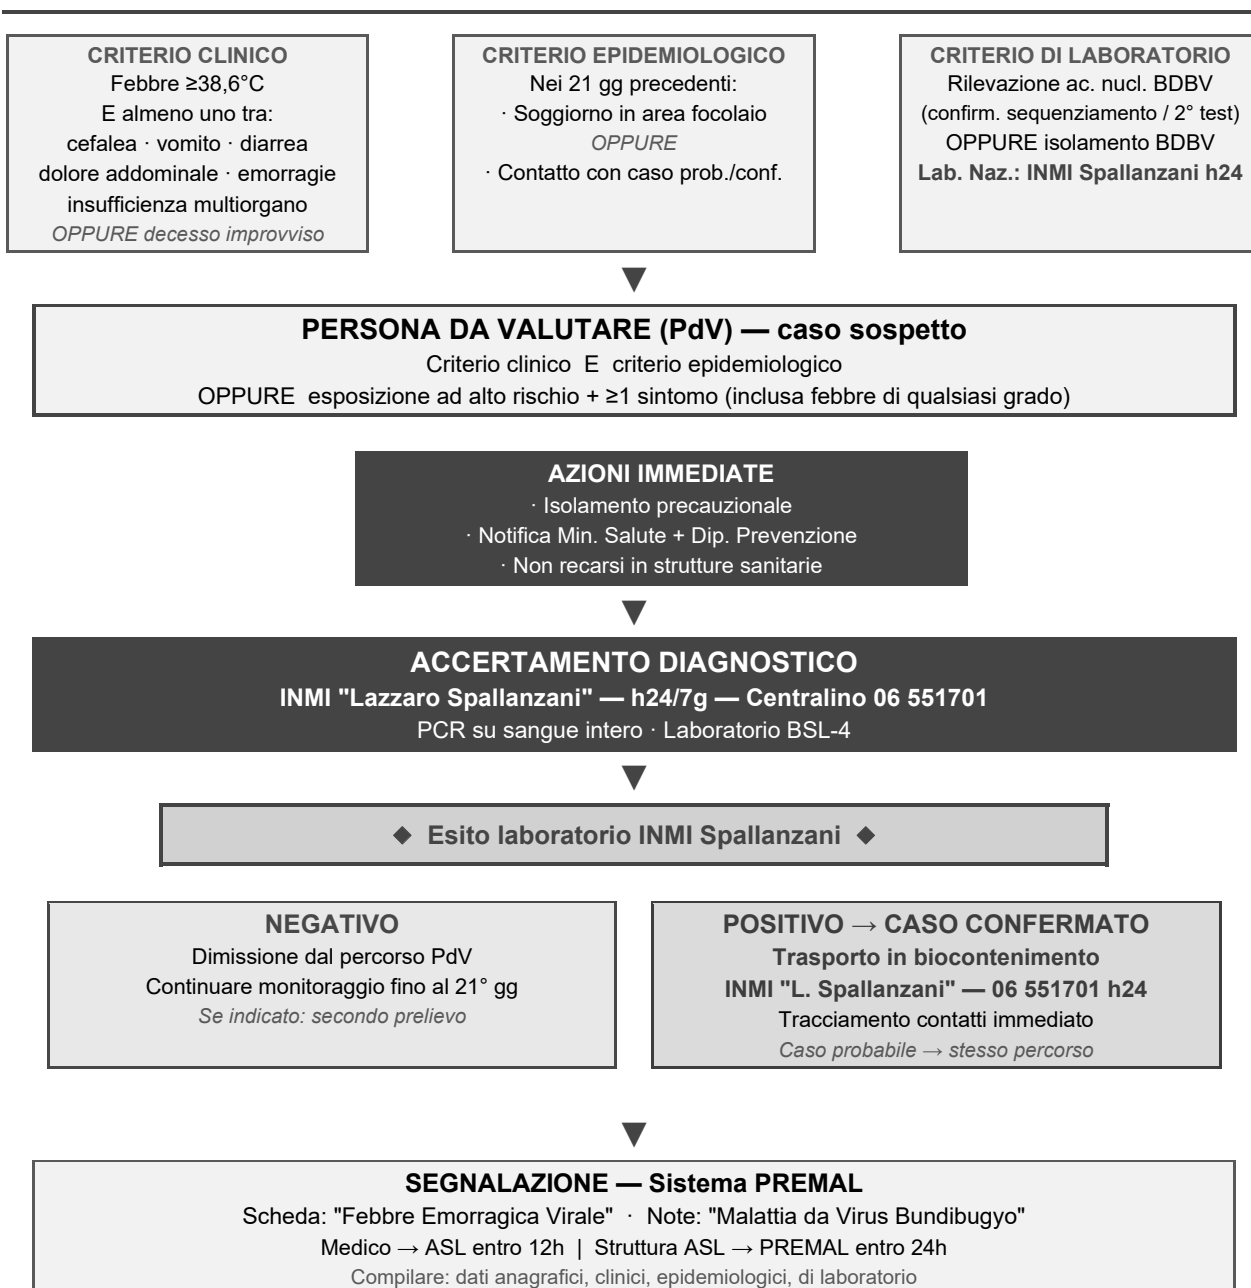 CRITERIO CLINICO
Febbre ≥38,6°C
E almeno uno tra:
cefalea · vomito · diarrea
dolore addominale · emorragie
insufficienza multiorgano
OPPURE decesso improvviso
CRITERIO EPIDEMIOLOGICO
Nei 21 gg precedenti:
· Soggiorno in area focolaio
OPPURE
· Contatto con caso prob./conf.
CRITERIO DI LABORATORIO
Rilevazione ac. nucl. BDBV
(confirm. sequenziamento / 2° test)
OPPURE isolamento BDBV
Lab. Naz.: INMI Spallanzani h24
▼
PERSONA DA VALUTARE (PdV) — caso sospetto
Criterio clinico E criterio epidemiologico
OPPURE esposizione ad alto rischio + ≥1 sintomo (inclusa febbre di qualsiasi grado)
AZIONI IMMEDIATE
· Isolamento precauzionale
· Notifica Min. Salute + Dip. Prevenzione
· Non recarsi in strutture sanitarie
▼
ACCERTAMENTO DIAGNOSTICO
INMI "Lazzaro Spallanzani" — h24/7g — Centralino 06 551701
PCR su sangue intero · Laboratorio BSL-4
▼
◆ Esito laboratorio INMI Spallanzani ◆
NEGATIVO
Dimissione dal percorso PdV
Continuare monitoraggio fino al 21° gg
Se indicato: secondo prelievo
POSITIVO → CASO CONFERMATO
Trasporto in biocontenimento
INMI "L. Spallanzani" — 06 551701 h24
Tracciamento contatti immediato
Caso probabile → stesso percorso
▼
SEGNALAZIONE — Sistema PREMAL
Scheda: "Febbre Emorragica Virale" · Note: "Malattia da Virus Bundibugyo"
Medico → ASL entro 12h | Struttura ASL → PREMAL entro 24h
Compilare: dati anagrafici, clinici, epidemiologici, di laboratorio